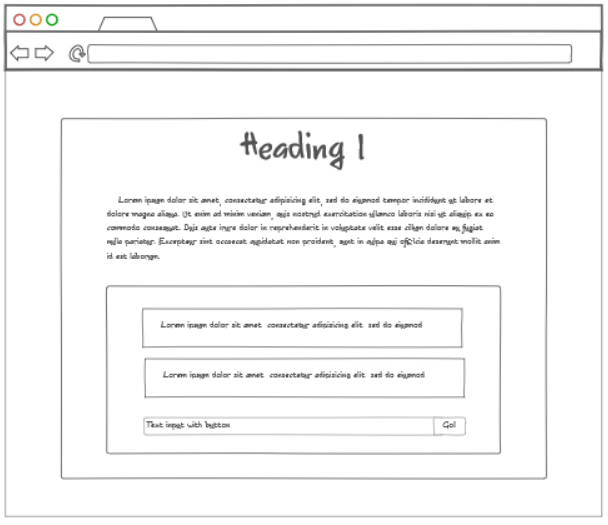 Heading 1
Lorem ipsum dolor sit amet, consectetur adipisicing elit, sed do eiusmod tempor incididunt ut labore et
dolore magna aliqua. Ut enim ad minim veniam, quis nostrud exercitation ullamco laboris nisi ut aliquip ex ea
commodo consequat. Duis aute irure dolor in reprehenderit in voluptate velit esse cillum dolore eu fugiat
nulla pariatur. Excepteur sint occaecat cupidatat non proident, sunt in culpa qui officia deserunt mollit anim
id est laborum.
Lorem ipsum dolor sit amet consectetur adipisicing elit sed do eiusmod
Lorem ipsum dolor sit amet consectetur adipisicing elit sed do eiusmod
Text input with button Go!